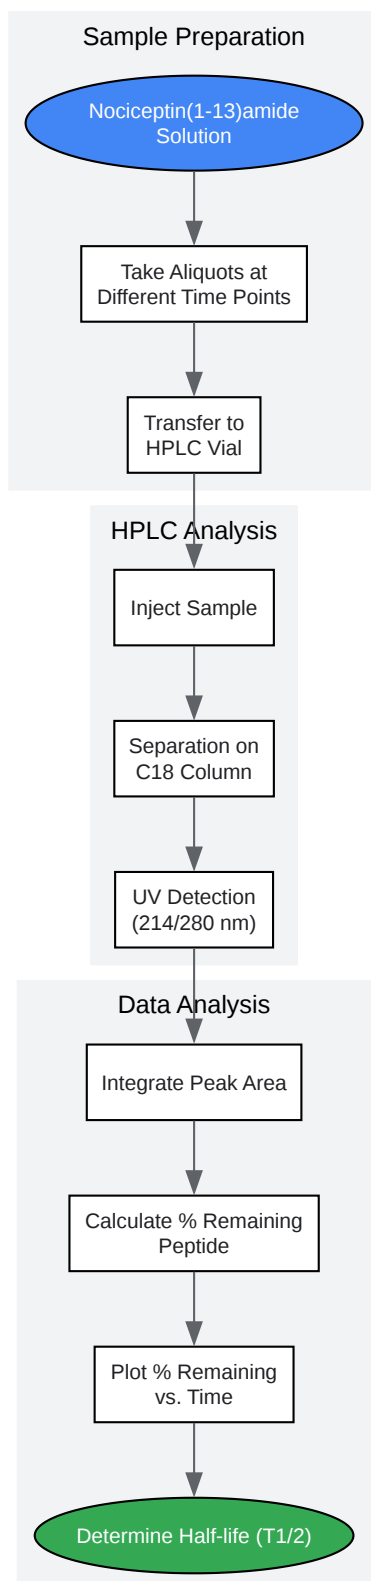 Sample Preparation
Nociceptin(1-13)amide
Solution
Take Aliquots at
Different Time Points
Transfer to
HPLC Vial
HPLC Analysis
Inject Sample
Separation on
C18 Column
UV Detection
(214/280 nm)
Data Analysis
Integrate Peak Area
Calculate % Remaining
Peptide
Plot % Remaining
vs. Time
Determine Half-life (T1/2)